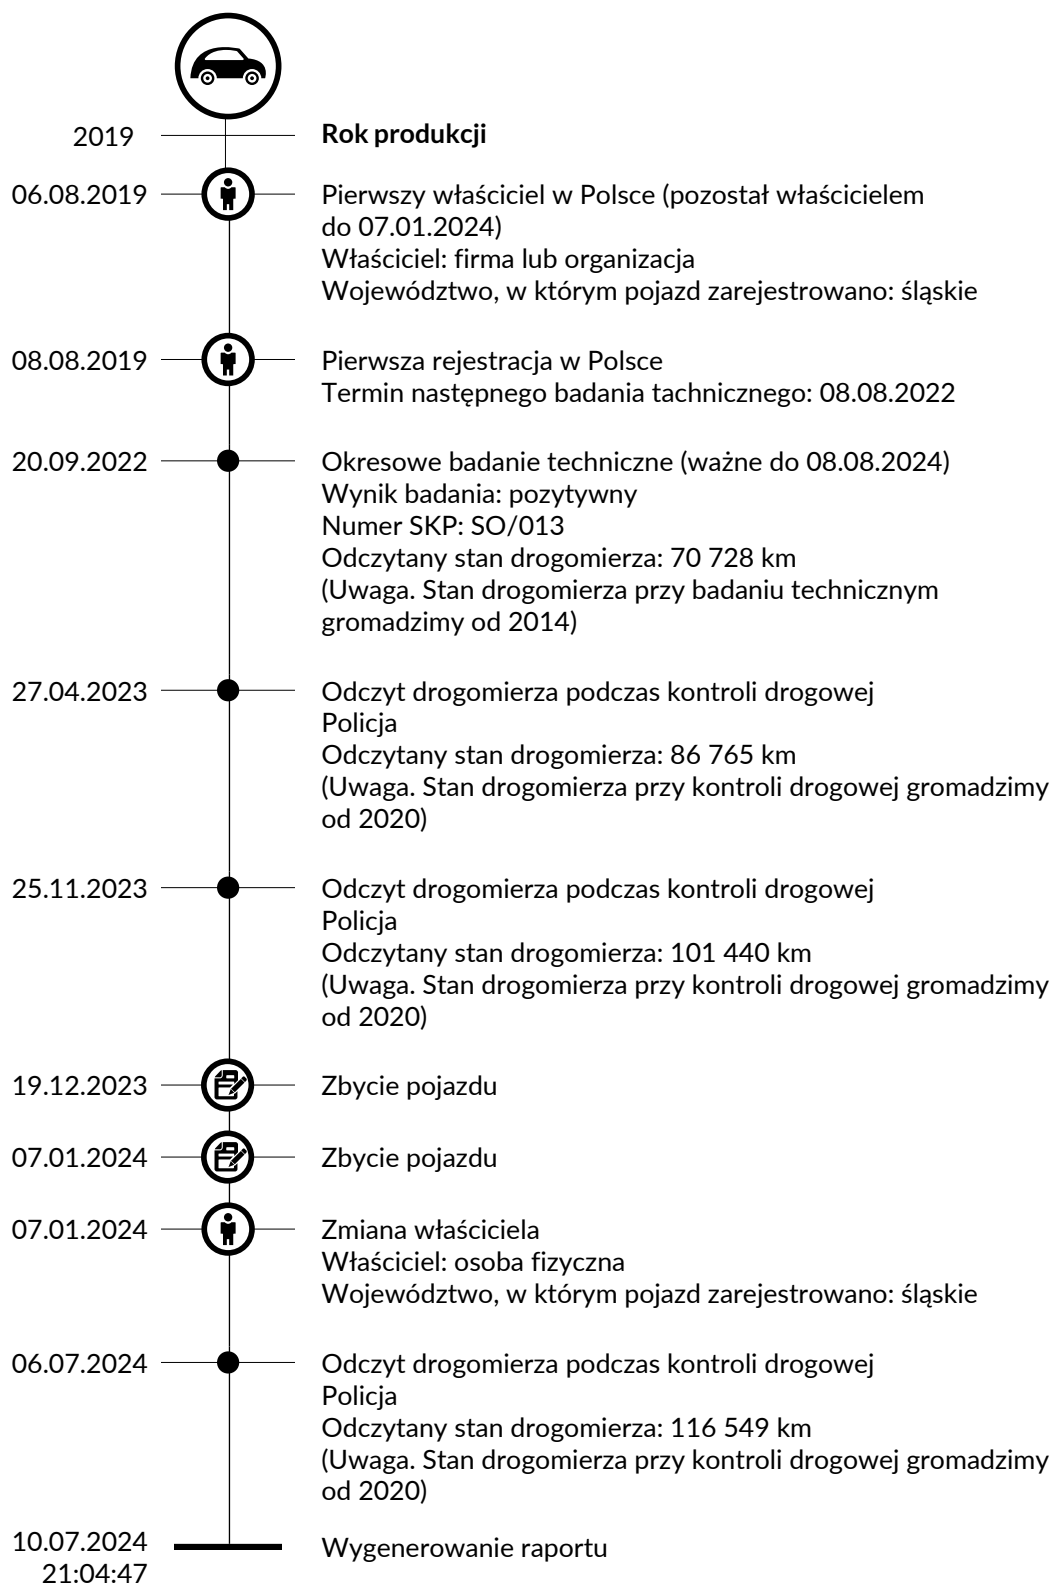 2019 Rok produkcji
06.08.2019 Pierwszy właściciel w Polsce (pozostał właścicielem
do 07.01.2024)
Właściciel: firma lub organizacja
Województwo, w którym pojazd zarejestrowano: śląskie
08.08.2019 Pierwsza rejestracja w Polsce
Termin następnego badania tachnicznego: 08.08.2022
20.09.2022 Okresowe badanie techniczne (ważne do 08.08.2024)
Wynik badania: pozytywny
Numer SKP: SO/013
Odczytany stan drogomierza: 70 728 km
(Uwaga. Stan drogomierza przy badaniu technicznym
gromadzimy od 2014)
27.04.2023 Odczyt drogomierza podczas kontroli drogowej
Policja
Odczytany stan drogomierza: 86 765 km
(Uwaga. Stan drogomierza przy kontroli drogowej gromadzimy
od 2020)
25.11.2023 Odczyt drogomierza podczas kontroli drogowej
Policja
Odczytany stan drogomierza: 101 440 km
(Uwaga. Stan drogomierza przy kontroli drogowej gromadzimy
od 2020)
19.12.2023 Zbycie pojazdu
07.01.2024 Zbycie pojazdu
07.01.2024 Zmiana właściciela
Właściciel: osoba fizyczna
Województwo, w którym pojazd zarejestrowano: śląskie
06.07.2024 Odczyt drogomierza podczas kontroli drogowej
Policja
Odczytany stan drogomierza: 116 549 km
(Uwaga. Stan drogomierza przy kontroli drogowej gromadzimy
od 2020)
10.07.2024 Wygenerowanie raportu
21:04:47